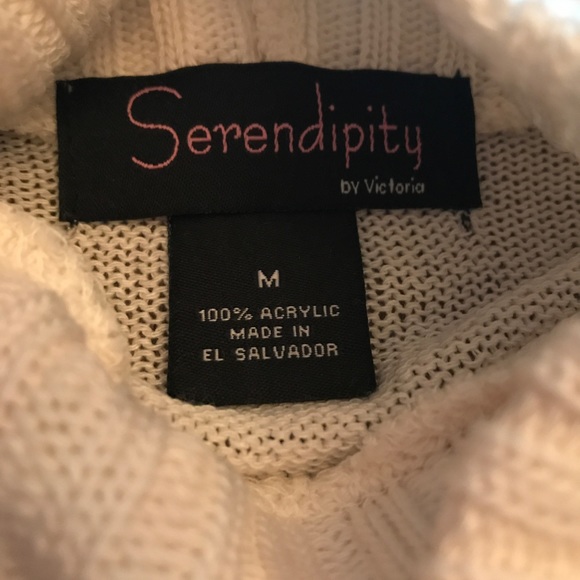 Serendipity
by Victoria
M
100% ACRYLIC
MADE IN
EL SALVADOR